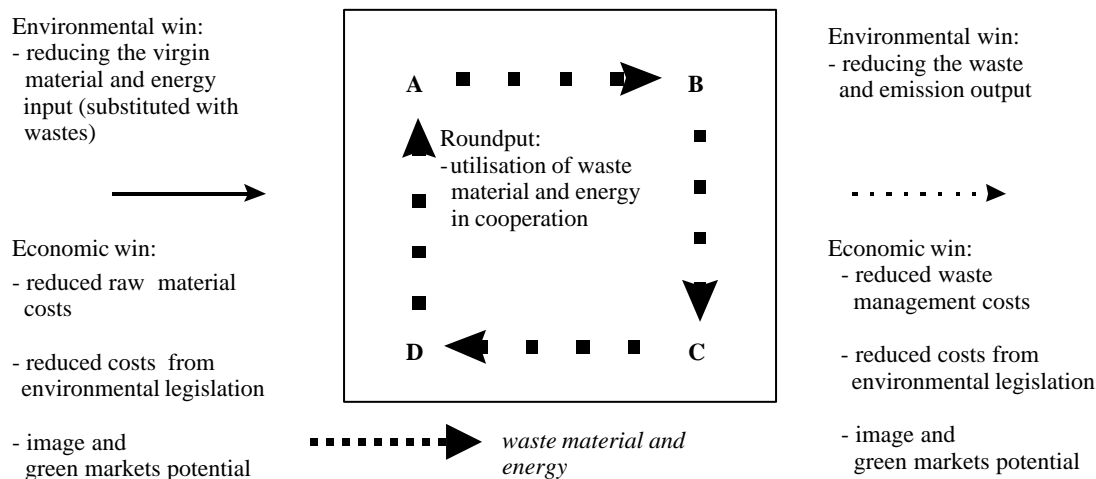 Environmental win:
- reducing the virgin
material and energy
input (substituted with
wastes)
Economic win:
- reduced raw material
costs
- reduced costs from
environmental legislation
- image and
green markets potential
A
B
Roundput:
- utilisation of waste
material and energy
in cooperation
D
C
waste material and
energy
Environmental win:
- reducing the waste
and emission output
Economic win:
- reduced waste
management costs
- reduced costs from
environmental legislation
- image and
green markets potential